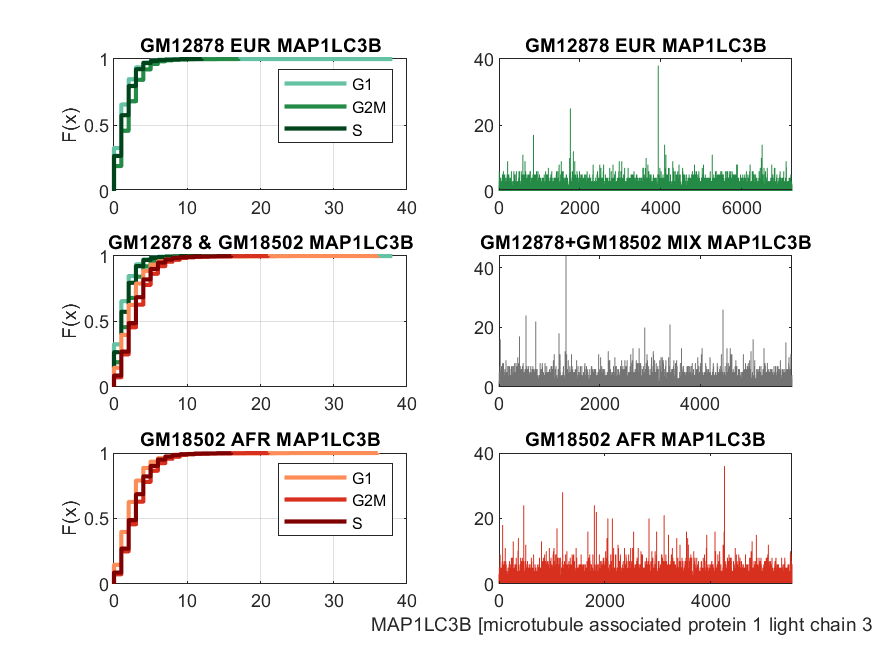 GM12878 EUR MAP1LC3B
F(x)
1
0.5
0
0 10 20 30 40
G1
G2M
S
GM12878 EUR MAP1LC3B
40
20
0
0 2000 4000 6000
GM12878 & GM18502 MAP1LC3B
F(x)
1
0.5
0
0 10 20 30 40
GM12878+GM18502 MIX MAP1LC3B
40
20
0
0 2000 4000
GM18502 AFR MAP1LC3B
F(x)
1
0.5
0
0 10 20 30 40
G1
G2M
S
GM18502 AFR MAP1LC3B
40
20
0
0 2000 4000
MAP1LC3B [microtubule associated protein 1 light chain 3